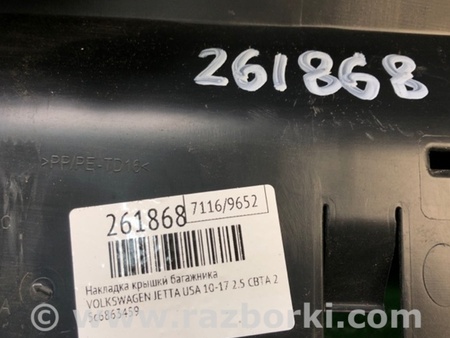 261868
>PP/PE-TD16<
261868 7116/9652
Накладка крышки багажника
VOLKSWAGEN JETTA USA 10-17 2.5 CBTA 2
5c6863459
www.razborki.com